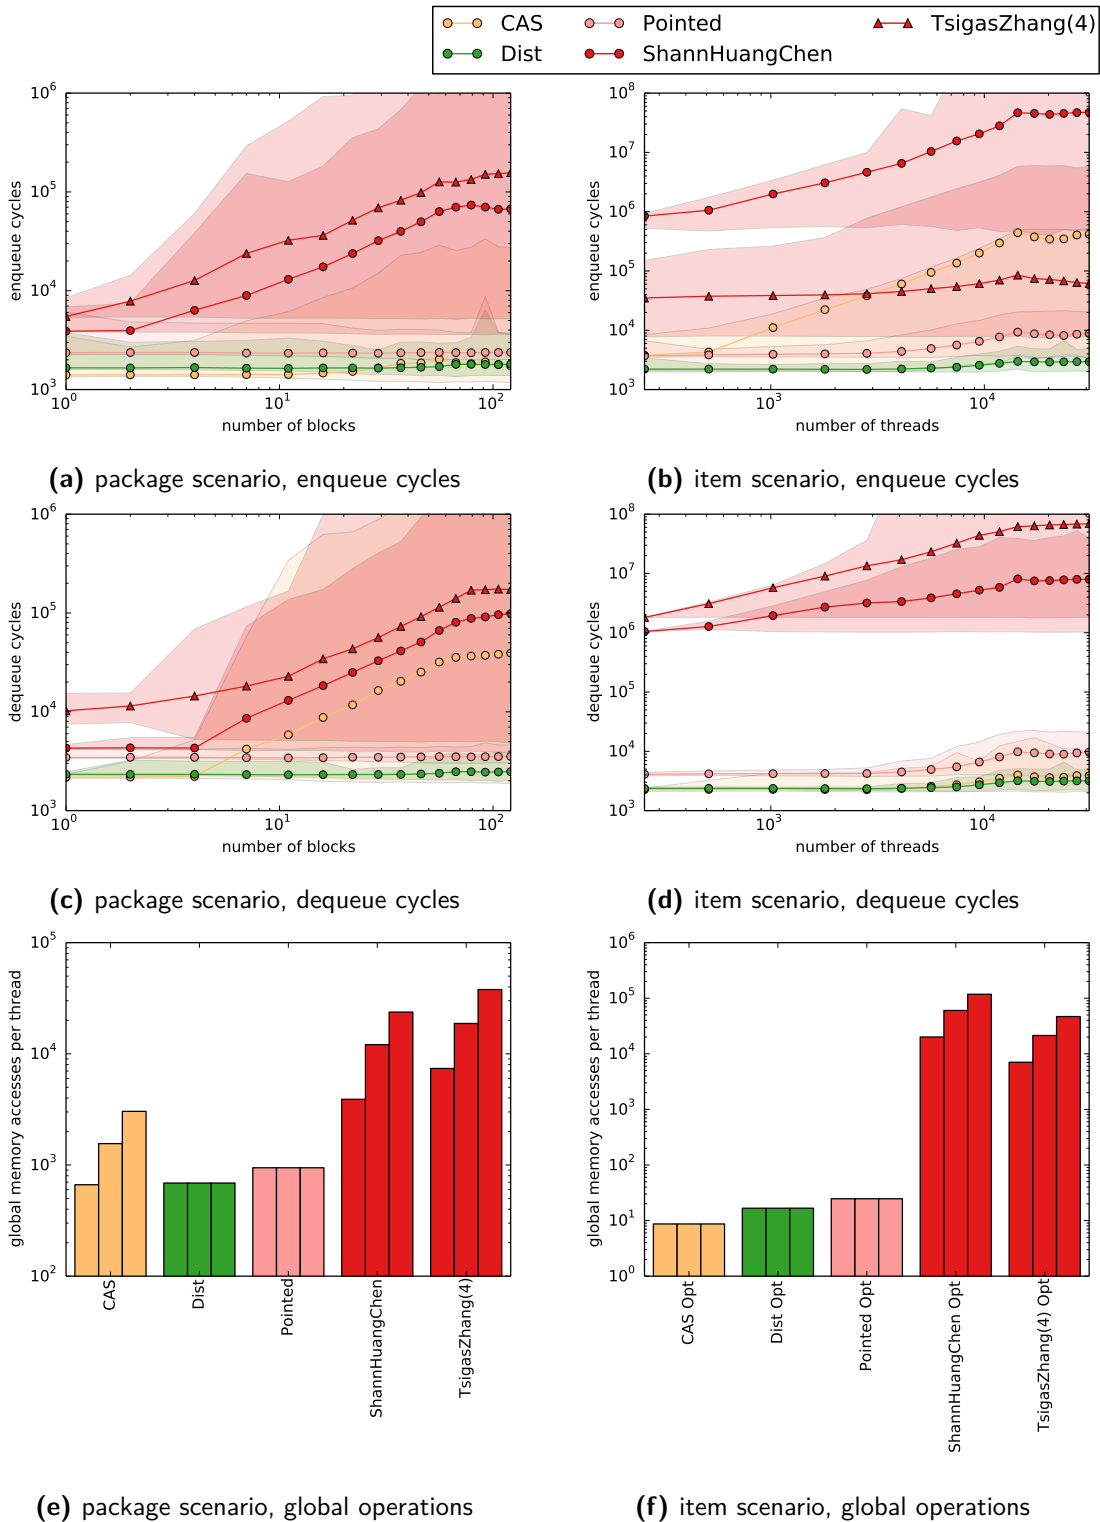 CAS Pointed TsigasZhang(4)
Dist ShannHuangChen
10^6
10^5
10^4
10^3
enqueue cycles
10^0 10^1 10^2
number of blocks
(a) package scenario, enqueue cycles
10^8
10^7
10^6
10^5
10^4
10^3
enqueue cycles
10^3 10^4
number of threads
(b) item scenario, enqueue cycles
10^6
10^5
10^4
10^3
dequeue cycles
10^0 10^1 10^2
number of blocks
(c) package scenario, dequeue cycles
10^8
10^7
10^6
10^5
10^4
10^3
dequeue cycles
10^3 10^4
number of threads
(d) item scenario, dequeue cycles
10^5
10^4
10^3
10^2
global memory accesses per thread
CAS
Dist
Pointed
ShannHuangChen
TsigasZhang(4)
(e) package scenario, global operations
10^6
10^5
10^4
10^3
10^2
10^1
10^0
global memory accesses per thread
CAS Opt
Dist Opt
Pointed Opt
ShannHuangChen Opt
TsigasZhang(4) Opt
(f) item scenario, global operations